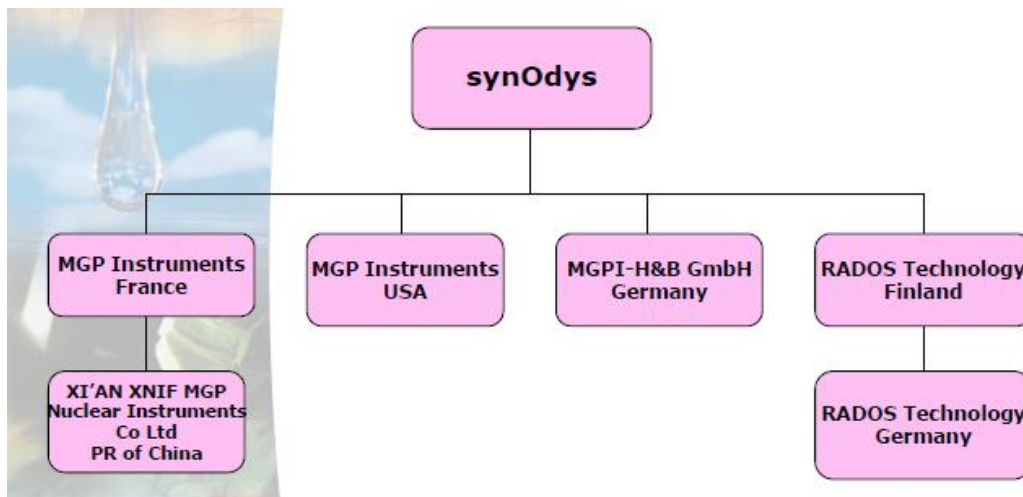 synOdys
MGP Instruments
France
MGP Instruments
USA
MGPI-H&B GmbH
Germany
RADOS Technology
Finland
XI'AN XNIF MGP
Nuclear Instruments
Co Ltd
PR of China
RADOS Technology
Germany